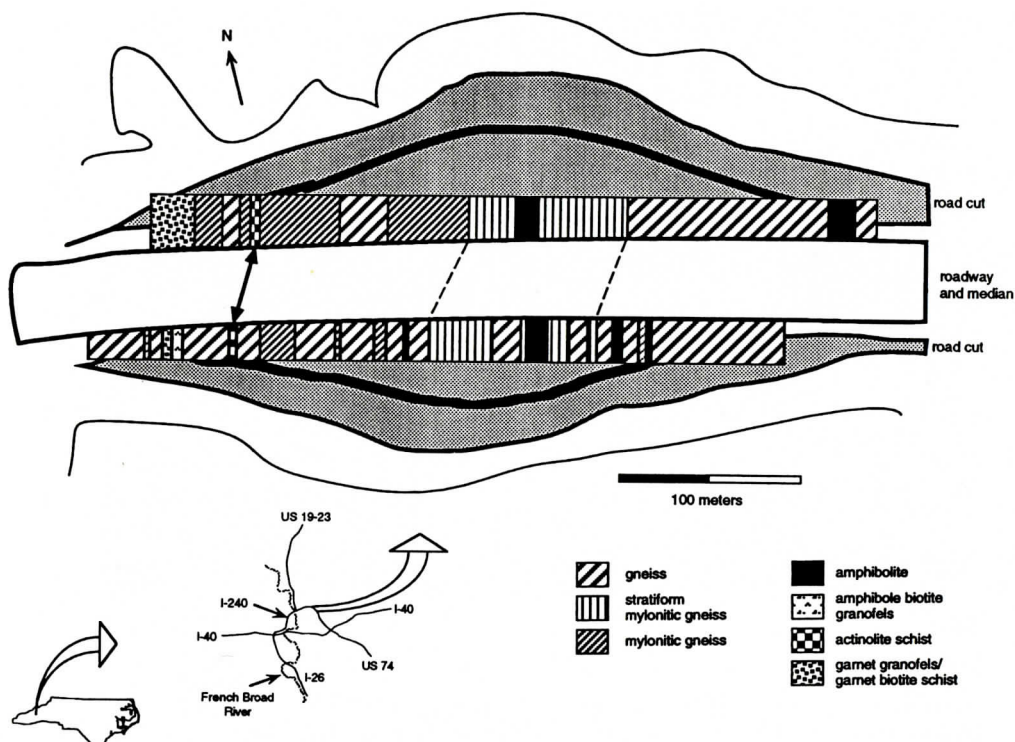 N
road cut
roadway
and median
road cut
100 meters
US 19-23
I-240
I-40
I-40
US 74
I-26
French Broad
River
gneiss
stratiform
mylonitic gneiss
mylonitic gneiss
amphibolite
amphibole biotite
granofels
actinolite schist
garnet granofels/
garnet biotite schist